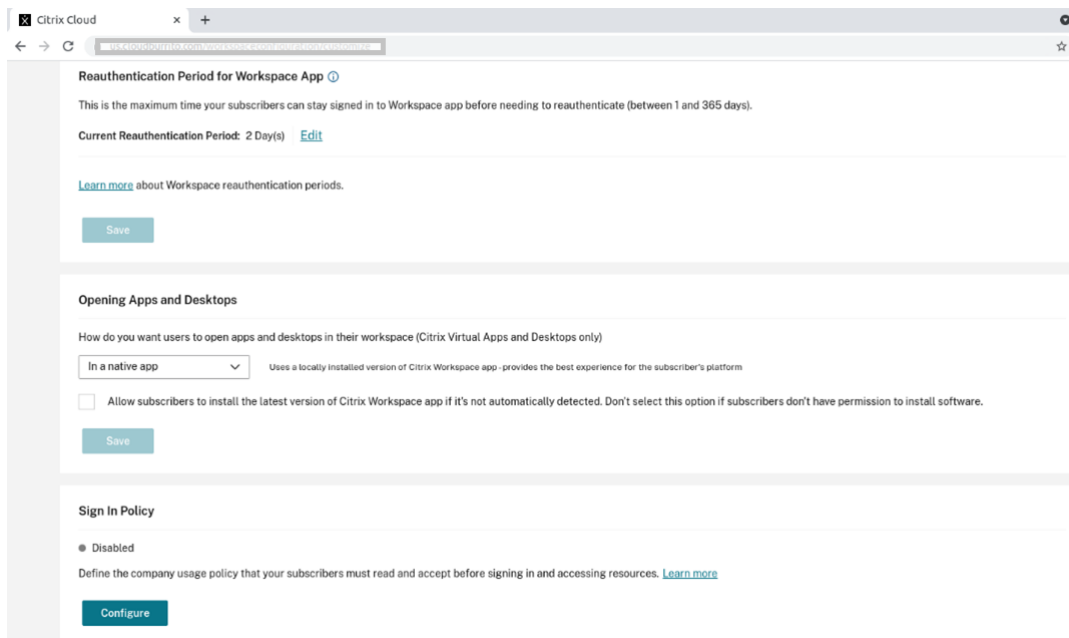 Citrix Cloud
Reauthentication Period for Workspace App
This is the maximum time your subscribers can stay signed in to Workspace app before needing to reauthenticate (between 1 and 365 days).
Current Reauthentication Period: 2 Day(s) Edit
Learn more about Workspace reauthentication periods.
Save
Opening Apps and Desktops
How do you want users to open apps and desktops in their workspace (Citrix Virtual Apps and Desktops only)
In a native app Uses a locally installed version of Citrix Workspace app - provides the best experience for the subscriber's platform
Allow subscribers to install the latest version of Citrix Workspace app if it's not automatically detected. Don't select this option if subscribers don't have permission to install software.
Save
Sign In Policy
Disabled
Define the company usage policy that your subscribers must read and accept before signing in and accessing resources. Learn more
Configure